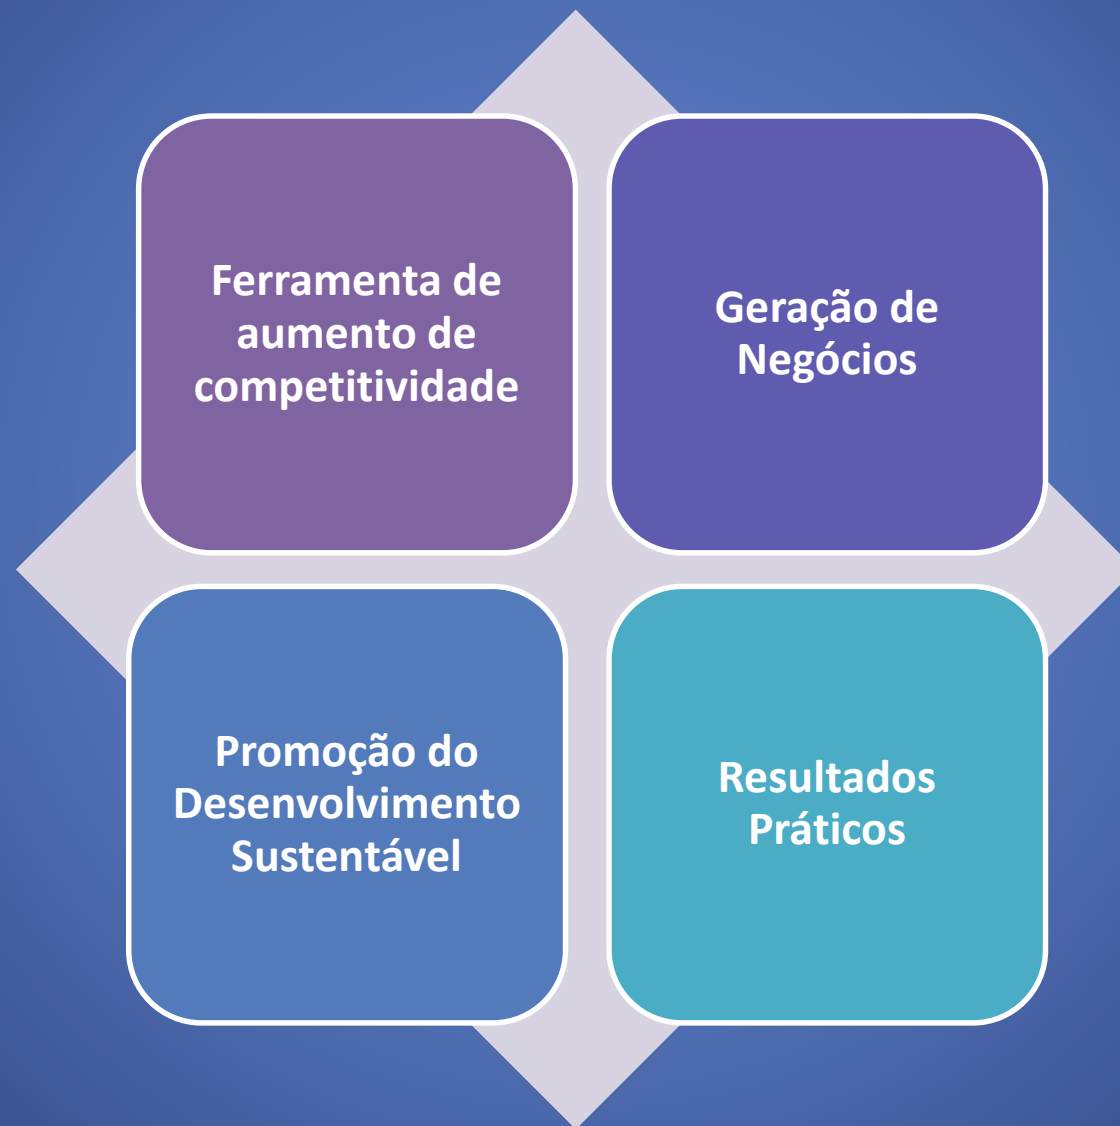 Ferramenta de
aumento de
competitividade
Geração de
Negócios
Promoção do
Desenvolvimento
Sustentável
Resultados
Práticos